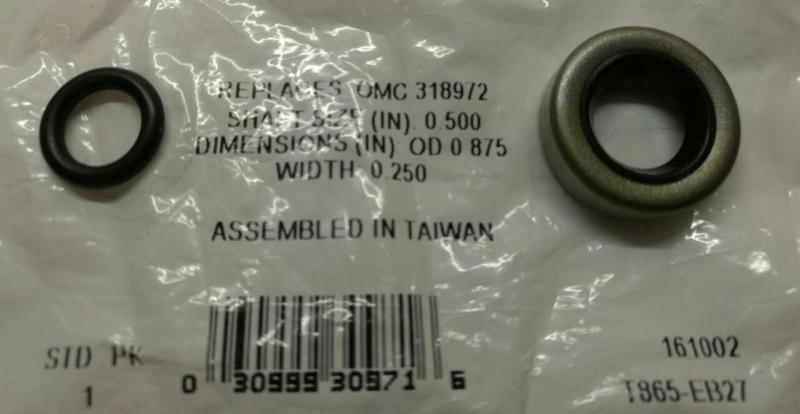 REPLACES OMC 318972
SHAFT SIZE (IN) 0.500
DIMENSIONS (IN) OD 0.875
WIDTH 0.250
ASSEMBLED IN TAIWAN
STD PK
1
0 30999 30971 6
161002
T865-EB27